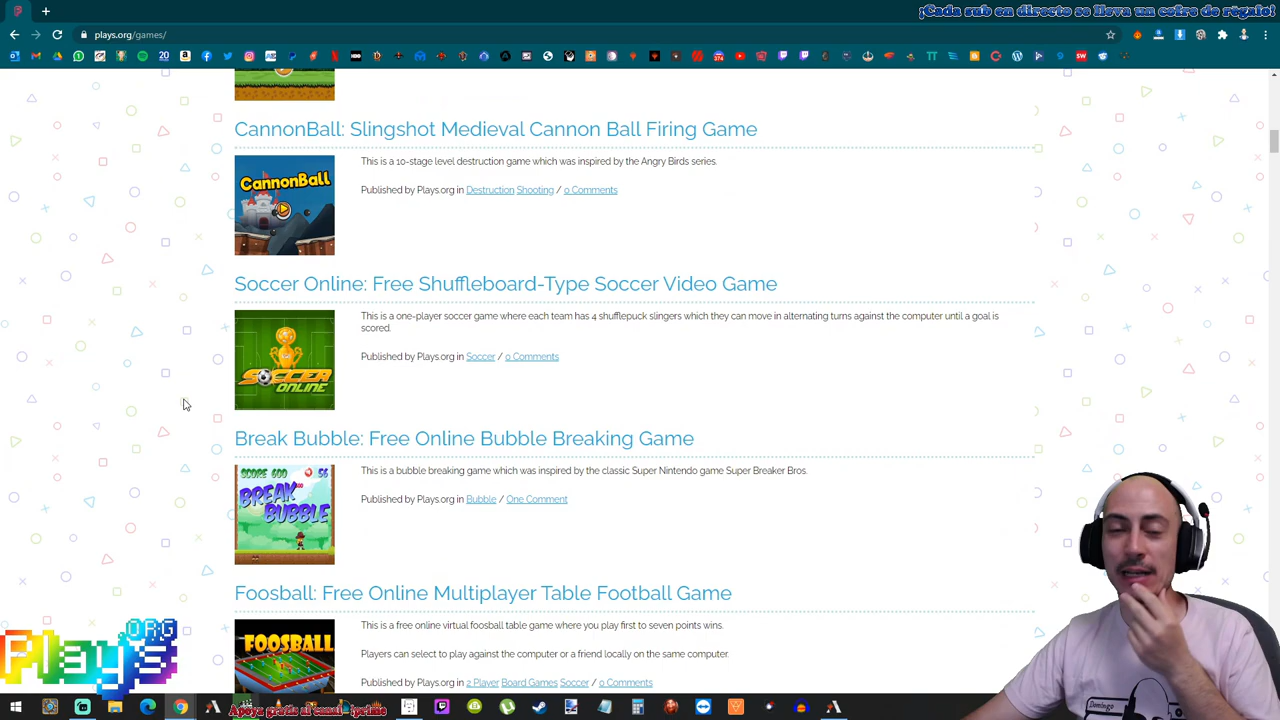 ¡Cada sub en directo se lleva un cofre de regalo!
plays.org/games/
CannonBall: Slingshot Medieval Cannon Ball Firing Game
CannonBall
This is a 10-stage level destruction game which was inspired by the Angry Birds series.
Published by Plays.org in Destruction Shooting / 0 Comments
Soccer Online: Free Shuffleboard-Type Soccer Video Game
SOCCER
ONLINE
This is a one-player soccer game where each team has 4 shufflepuck slingers which they can move in alternating turns against the computer until a goal is
scored.
Published by Plays.org in Soccer / 0 Comments
Break Bubble: Free Online Bubble Breaking Game
SCORE 600 56
BREAK
BUBBLE
This is a bubble breaking game which was inspired by the classic Super Nintendo game Super Breaker Bros.
Published by Plays.org in Bubble / One Comment
Foosball: Free Online Multiplayer Table Football Game
FOOSBALL
This is a free online virtual foosball table game where you play first to seven points wins.
Players can select to play against the computer or a friend locally on the same computer.
Published by Plays.org in 2 Player Board Games Soccer / 0 Comments
.ORG
Plays
Apoya gratis al canal
Domingo